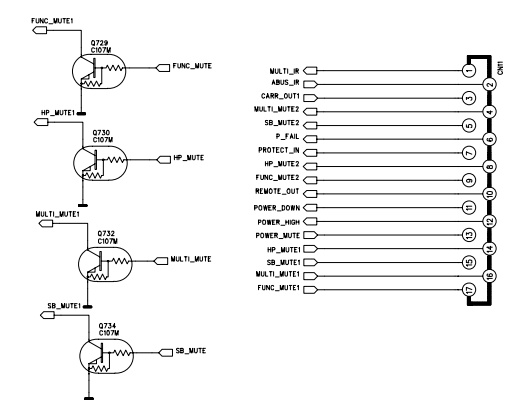 FUNC_MUTE1
Q729
C107M
FUNC_MUTE
HP_MUTE1
Q730
C107M
HP_MUTE
MULTI_MUTE1
Q732
C107M
MULTI_MUTE
SB_MUTE1
Q734
C107M
SB_MUTE
CN11
MULTI_IR 1
ABUS_IR 2
CARR_OUT1 3
MULTI_MUTE2 4
SB_MUTE2 5
P_FAIL 6
PROTECT_IN 7
HP_MUTE2 8
FUNC_MUTE2 9
REMOTE_OUT 10
POWER_DOWN 11
POWER_HIGH 12
POWER_MUTE 13
HP_MUTE1 14
SB_MUTE1 15
MULTI_MUTE1 16
FUNC_MUTE1 17